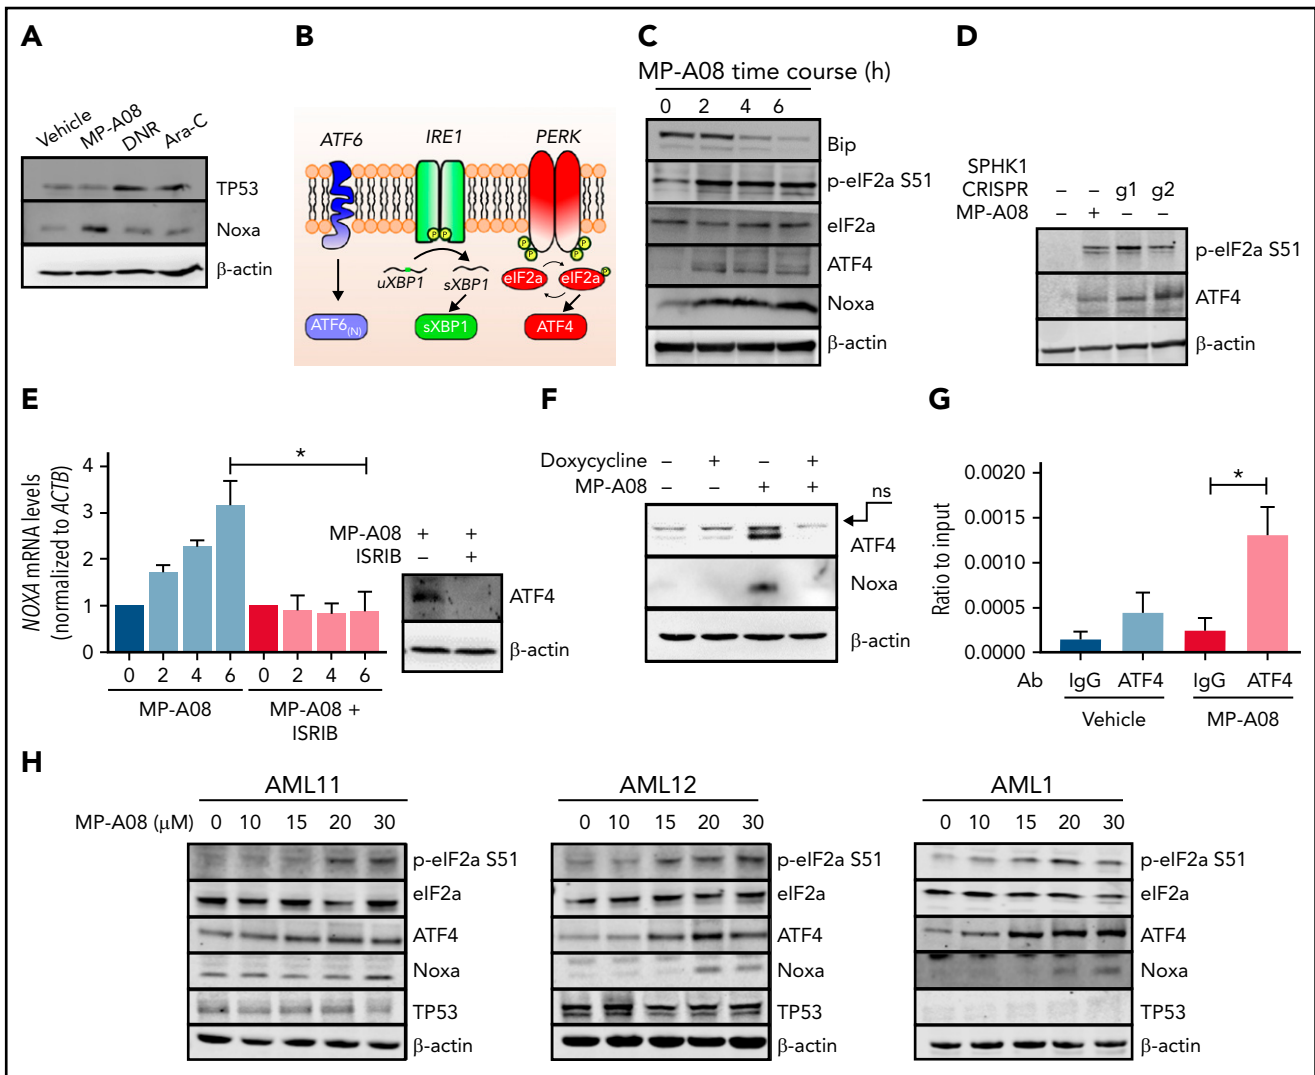 A
Vehicle
MP-A08
DNR
Ara-C
TP53
Noxa
β-actin
B
ATF6
IRE1
PERK
P P
P P
P P
P P
uXBP1
sXBP1
eIF2a
eIF2a
P
ATF6(N)
sXBP1
ATF4
C
MP-A08 time course (h)
0 2 4 6
Bip
p-eIF2a S51
eIF2a
ATF4
Noxa
β-actin
D
SPHK1
CRISPR – – g1 g2
MP-A08 – + – –
p-eIF2a S51
ATF4
β-actin
E
NOXA mRNA levels
(normalized to ACTB)
4
3
2
1
0
*
0 2 4 6 0 2 4 6
MP-A08
MP-A08 +
ISRIB
MP-A08 + +
ISRIB – +
ATF4
β-actin
F
Doxycycline – + – +
MP-A08 – – + +
ns
ATF4
Noxa
β-actin
G
Ratio to input
0.0020
0.0015
0.0010
0.0005
0.0000
*
Ab IgG ATF4 IgG ATF4
Vehicle MP-A08
H
AML11
MP-A08 (μM) 0 10 15 20 30
p-eIF2a S51
eIF2a
ATF4
Noxa
TP53
β-actin
AML12
0 10 15 20 30
p-eIF2a S51
eIF2a
ATF4
Noxa
TP53
β-actin
AML1
0 10 15 20 30
p-eIF2a S51
eIF2a
ATF4
Noxa
TP53
β-actin